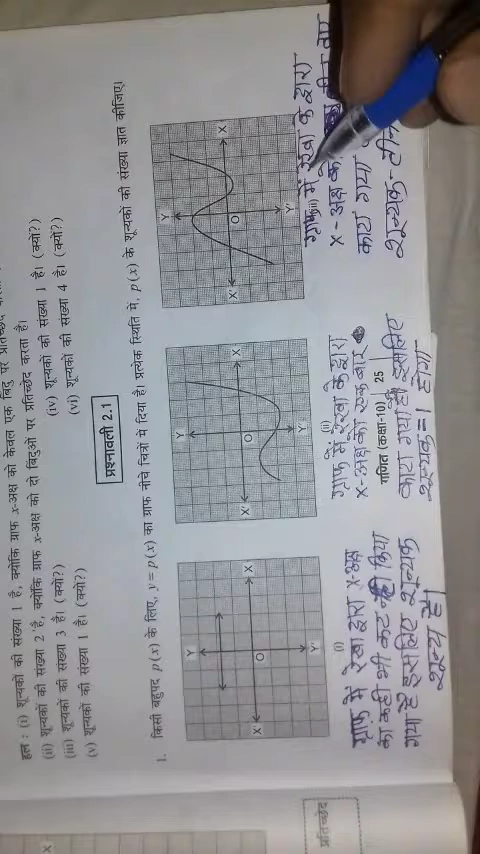 हल : (i) शून्यकों की संख्या 1 है, क्योंकि ग्राफ x-अक्ष को केवल एक बिंदु पर प्रतिच्छेद
(ii) शून्यकों की संख्या 2 है, क्योंकि ग्राफ x-अक्ष को दो बिंदुओं पर प्रतिच्छेद करता है।
(iii) शून्यकों की संख्या 3 है। (क्यों?)
(iv) शून्यकों की संख्या 1 है। (क्यों?)
(v) शून्यकों की संख्या 1 है। (क्यों?)
(vi) शून्यकों की संख्या 4 है। (क्यों?)
प्रश्नावली 2.1
1. किसी बहुपद p(x) के लिए, y = p(x) का ग्राफ नीचे चित्रों में दिया है। प्रत्येक स्थिति में, p(x) के शून्यकों की संख्या ज्ञात कीजिए।
Y
X' O X
Y'
(i)
Y
X' O X
Y'
(ii)
Y
X' O X
Y'
(iii)
ग्राफ में रेखा द्वारा x-अक्ष
का कही भी कट नही किया
गया है इसलिए शून्यक
शून्य है।
ग्राफ में रेखा के द्वारा
x-अक्ष को एक बार
गणित (कक्षा-10) 25
काटा गया है इसलिए
शून्यक=1 होगा
ग्राफ में रेखा के द्वारा
x-अक्ष को तीन बार
काटा गया
शून्यक-तीन
प्रतिच्छेद
X